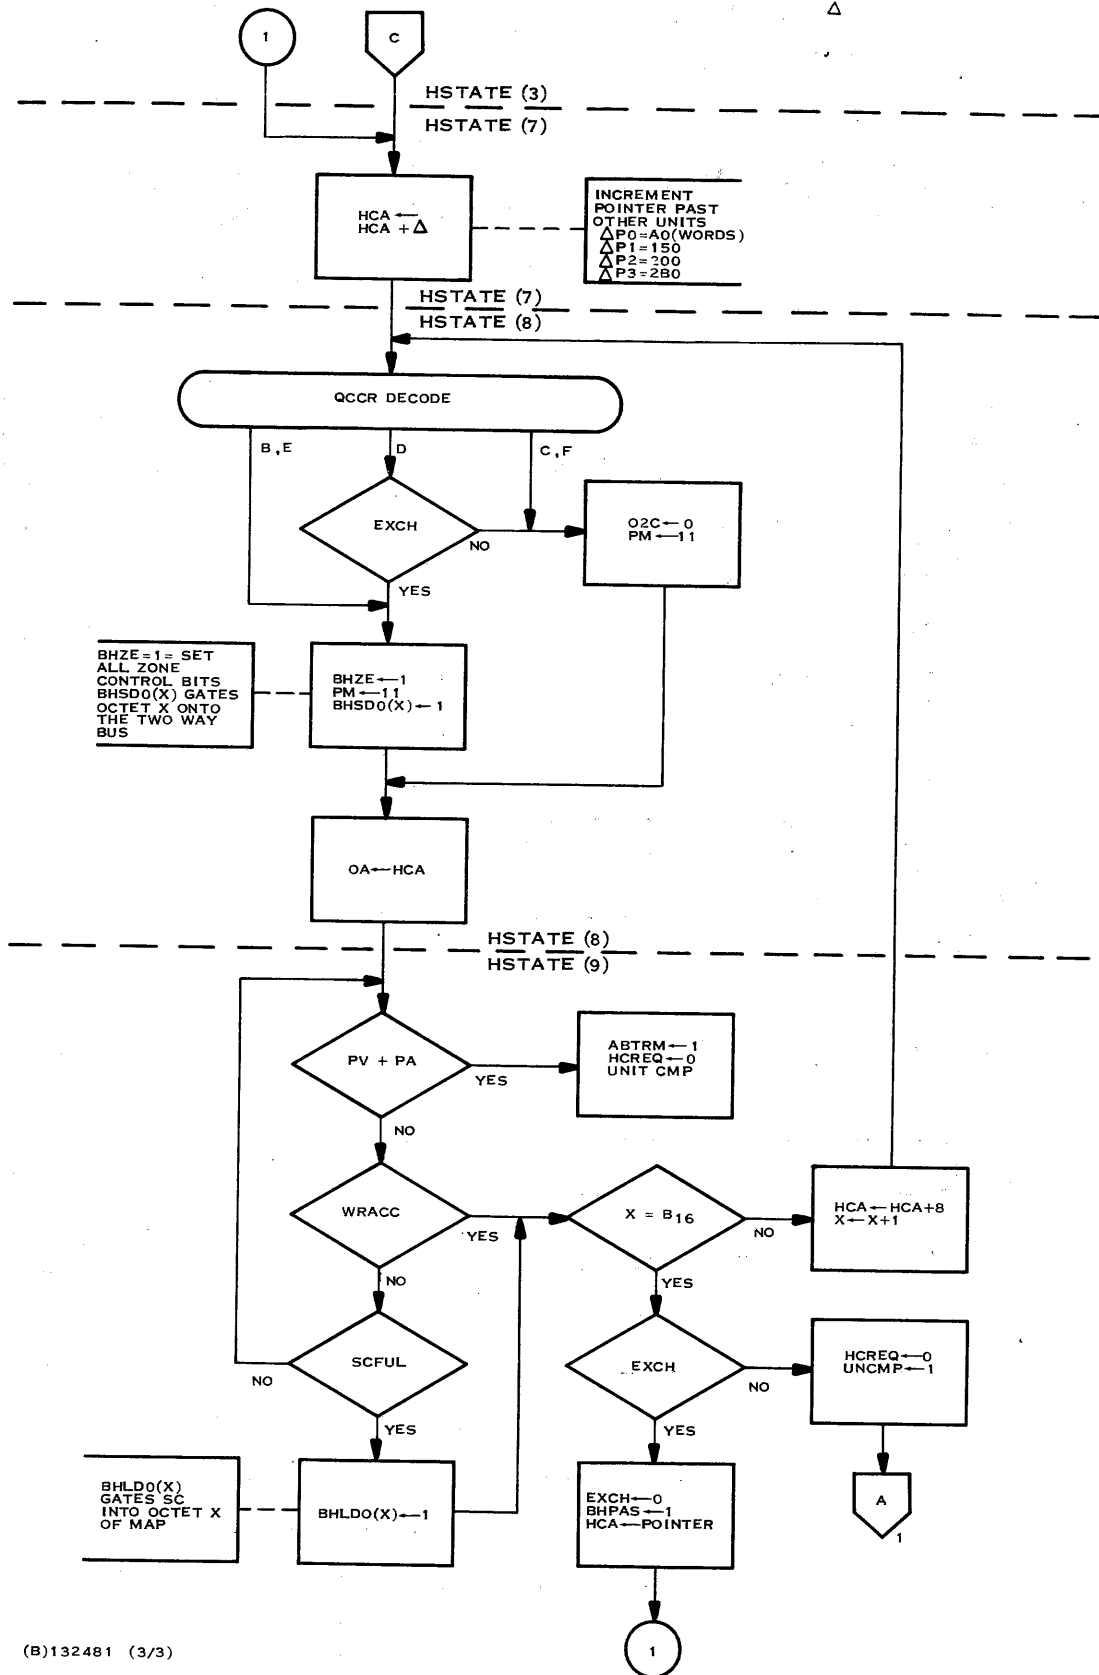 Δ
1
C
HSTATE (3)
HSTATE (7)
HCA ←
HCA + Δ
INCREMENT
POINTER PAST
OTHER UNITS
ΔP0=A0(WORDS)
ΔP1=150
ΔP2=200
ΔP3=2B0
HSTATE (7)
HSTATE (8)
QCCR DECODE
B,E
D
C,F
EXCH
NO
YES
O2C←0
PM←11
BHZE=1= SET
ALL ZONE
CONTROL BITS
BHSD0(X) GATES
OCTET X ONTO
THE TWO WAY
BUS
BHZE←1
PM←11
BHSD0(X)←1
OA←HCA
HSTATE (8)
HSTATE (9)
PV + PA
YES
NO
ABTRM←1
HCREQ←0
UNIT CMP
WRACC
YES
NO
X = B16
NO
YES
HCA←HCA+8
X←X+1
SCFUL
NO
YES
EXCH
NO
YES
HCREQ←0
UNCMP←1
BHLD0(X)
GATES SC
INTO OCTET X
OF MAP
BHLD0(X)←1
EXCH←0
BHPAS←1
HCA←POINTER
A
1
1
(B)132481 (3/3)